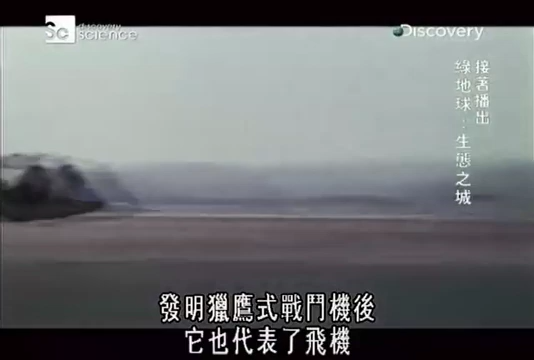 Sc discovery
SCIENCE
Discovery
接著播出
綠地球：生態之城
發明獵鷹式戰鬥機後
它也代表了飛機